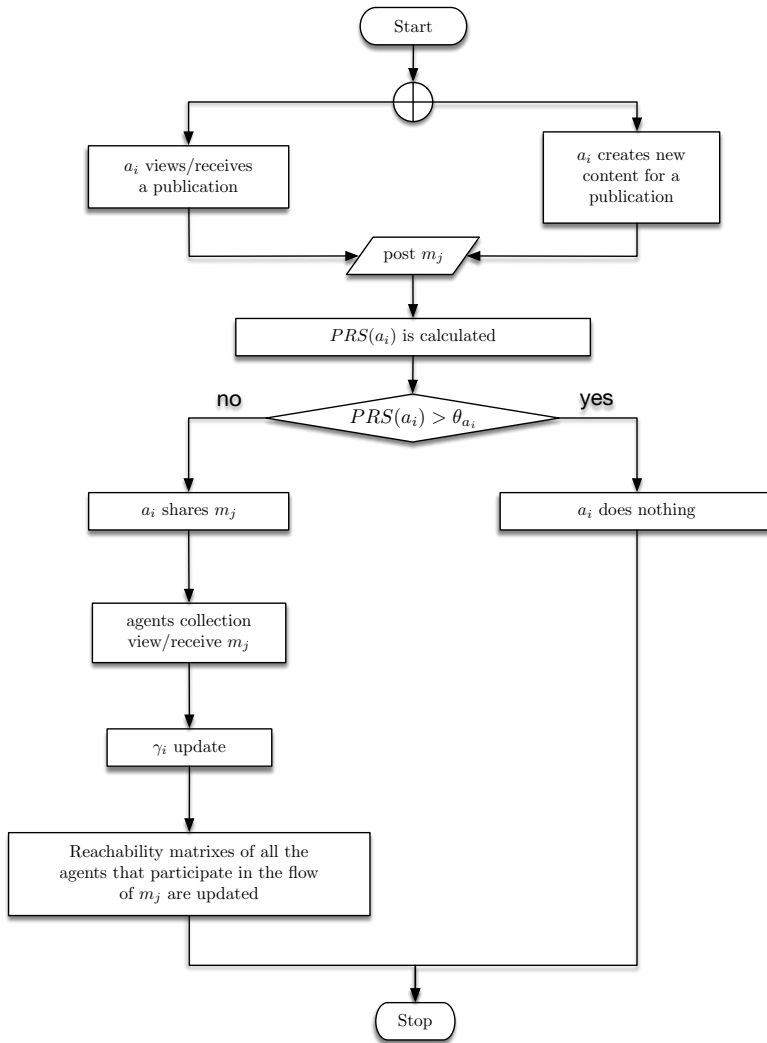 Start
a_i views/receives
a publication
a_i creates new
content for a
publication
post m_j
PRS(a_i) is calculated
no
PRS(a_i) > θ_{a_i}
yes
a_i shares m_j
a_i does nothing
agents collection
view/receive m_j
γ_i update
Reachability matrixes of all the
agents that participate in the flow
of m_j are updated
Stop